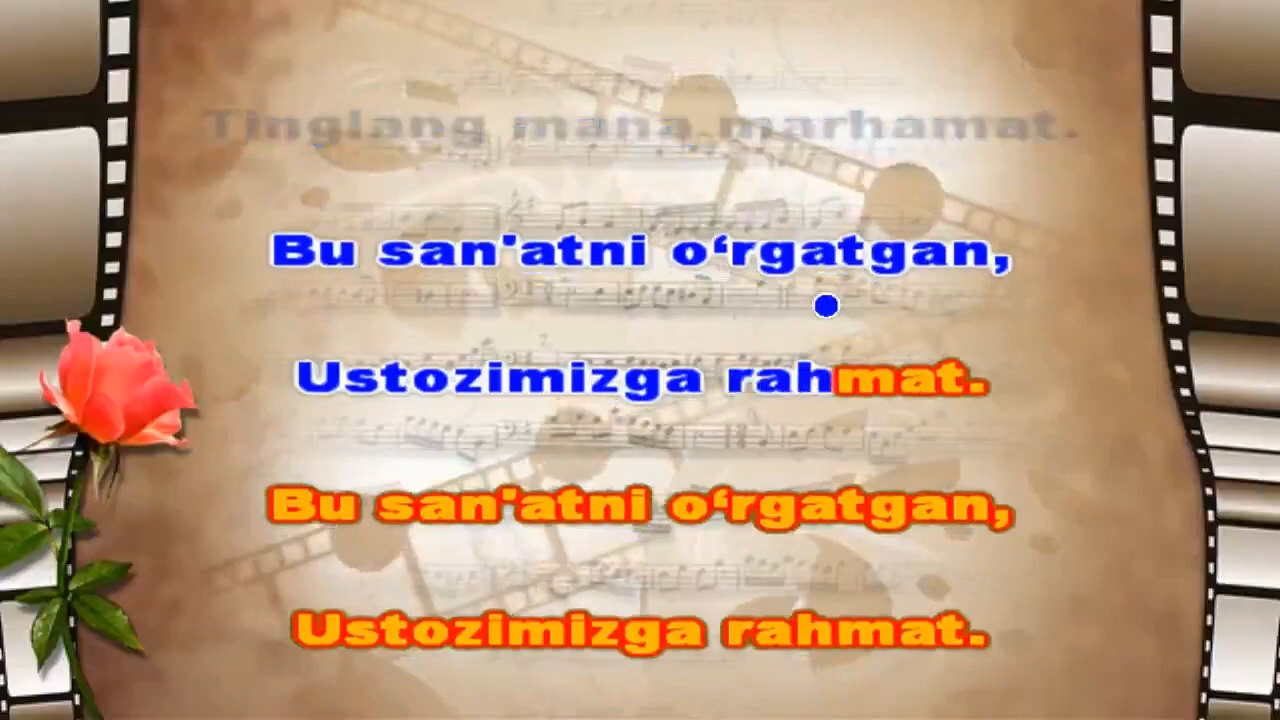 Tinglang mana marhamat.
Bu san'atni o‘rgatgan,
Ustozimizga rahmat.
Bu san'atni o‘rgatgan,
Ustozimizga rahmat.